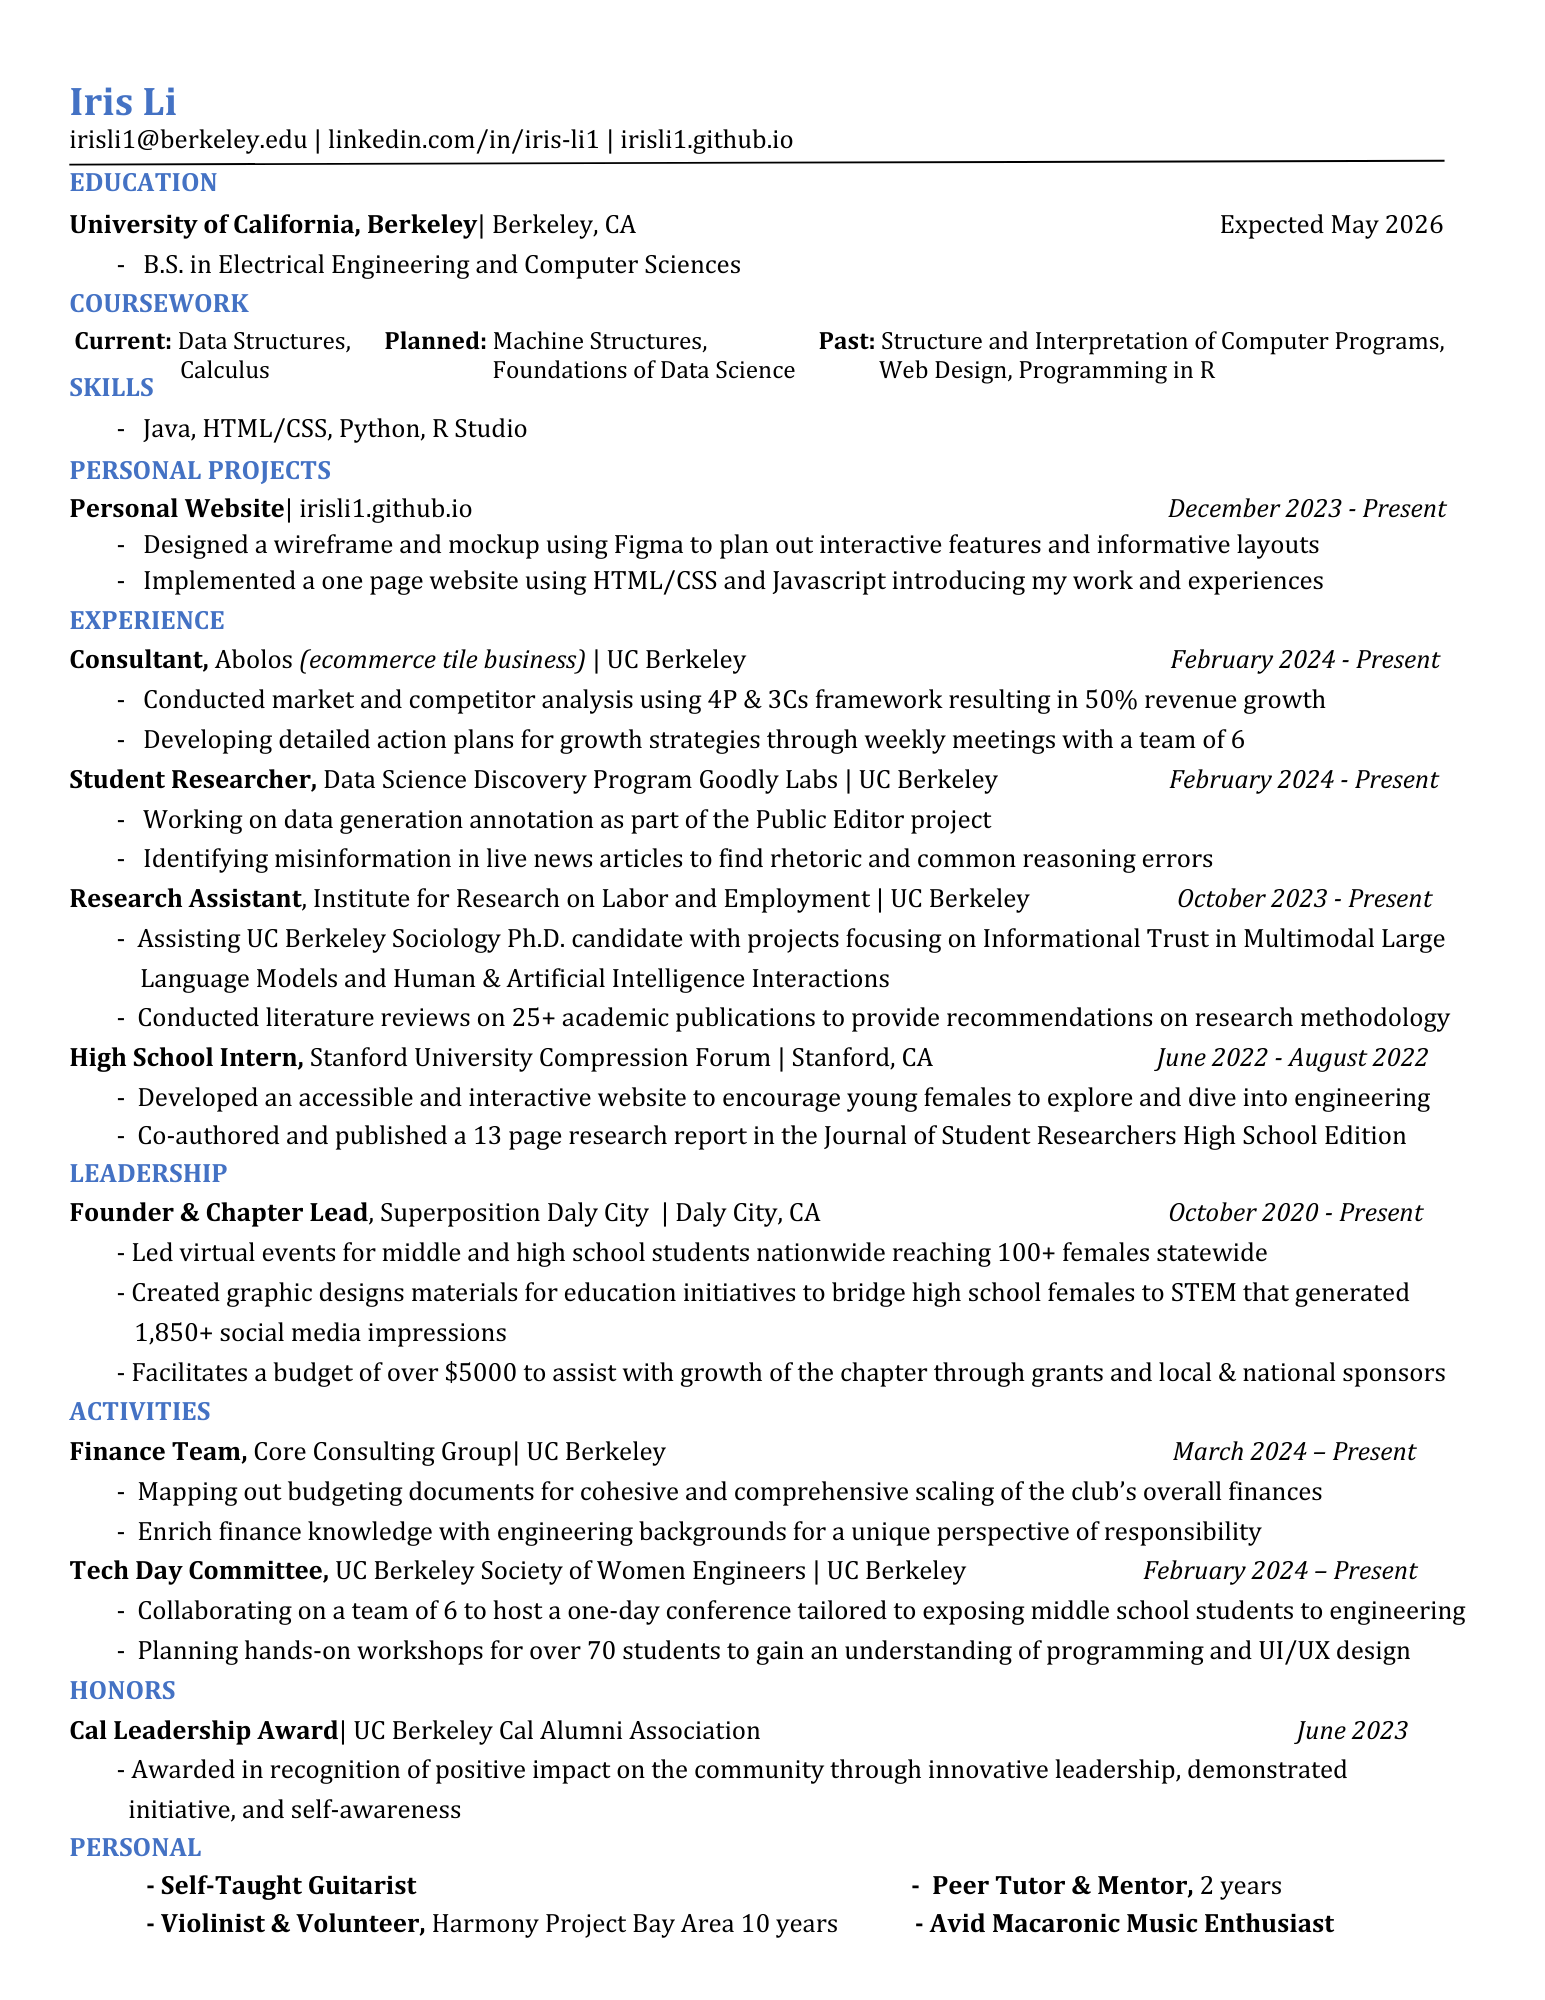 Iris Li
irisli1@berkeley.edu | linkedin.com/in/iris-li1 | irisli1.github.io
EDUCATION
University of California, Berkeley| Berkeley, CA Expected May 2026
- B.S. in Electrical Engineering and Computer Sciences
COURSEWORK
Current: Data Structures, Planned: Machine Structures, Past: Structure and Interpretation of Computer Programs,
Calculus Foundations of Data Science Web Design, Programming in R
SKILLS
- Java, HTML/CSS, Python, R Studio
PERSONAL PROJECTS
Personal Website| irisli1.github.io December 2023 - Present
- Designed a wireframe and mockup using Figma to plan out interactive features and informative layouts
- Implemented a one page website using HTML/CSS and Javascript introducing my work and experiences
EXPERIENCE
Consultant, Abolos (ecommerce tile business) | UC Berkeley February 2024 - Present
- Conducted market and competitor analysis using 4P & 3Cs framework resulting in 50% revenue growth
- Developing detailed action plans for growth strategies through weekly meetings with a team of 6
Student Researcher, Data Science Discovery Program Goodly Labs | UC Berkeley February 2024 - Present
- Working on data generation annotation as part of the Public Editor project
- Identifying misinformation in live news articles to find rhetoric and common reasoning errors
Research Assistant, Institute for Research on Labor and Employment | UC Berkeley October 2023 - Present
- Assisting UC Berkeley Sociology Ph.D. candidate with projects focusing on Informational Trust in Multimodal Large
Language Models and Human & Artificial Intelligence Interactions
- Conducted literature reviews on 25+ academic publications to provide recommendations on research methodology
High School Intern, Stanford University Compression Forum | Stanford, CA June 2022 - August 2022
- Developed an accessible and interactive website to encourage young females to explore and dive into engineering
- Co-authored and published a 13 page research report in the Journal of Student Researchers High School Edition
LEADERSHIP
Founder & Chapter Lead, Superposition Daly City | Daly City, CA October 2020 - Present
- Led virtual events for middle and high school students nationwide reaching 100+ females statewide
- Created graphic designs materials for education initiatives to bridge high school females to STEM that generated
1,850+ social media impressions
- Facilitates a budget of over $5000 to assist with growth of the chapter through grants and local & national sponsors
ACTIVITIES
Finance Team, Core Consulting Group| UC Berkeley March 2024 – Present
- Mapping out budgeting documents for cohesive and comprehensive scaling of the club’s overall finances
- Enrich finance knowledge with engineering backgrounds for a unique perspective of responsibility
Tech Day Committee, UC Berkeley Society of Women Engineers | UC Berkeley February 2024 – Present
- Collaborating on a team of 6 to host a one-day conference tailored to exposing middle school students to engineering
- Planning hands-on workshops for over 70 students to gain an understanding of programming and UI/UX design
HONORS
Cal Leadership Award| UC Berkeley Cal Alumni Association June 2023
- Awarded in recognition of positive impact on the community through innovative leadership, demonstrated
initiative, and self-awareness
PERSONAL
- Self-Taught Guitarist - Peer Tutor & Mentor, 2 years
- Violinist & Volunteer, Harmony Project Bay Area 10 years - Avid Macaronic Music Enthusiast